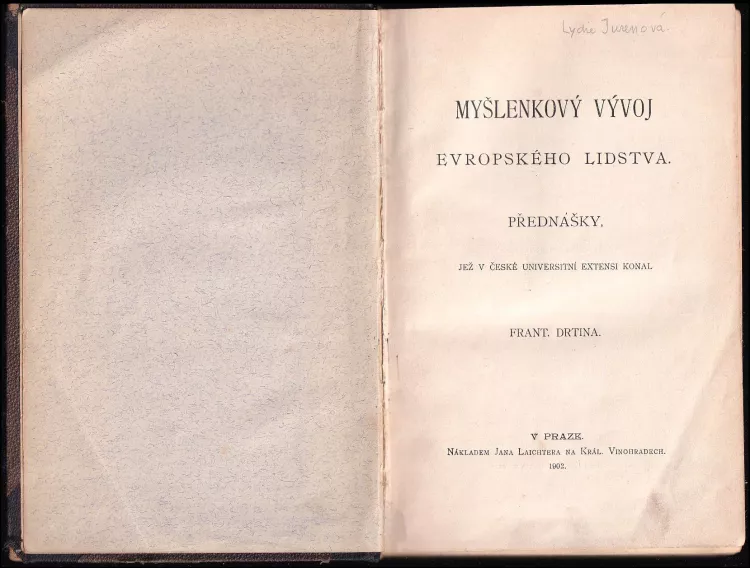 Lydie Jurenová.
MYŠLENKOVÝ VÝVOJ
EVROPSKÉHO LIDSTVA.
PŘEDNÁŠKY,
JEŽ V ČESKÉ UNIVERSITNÍ EXTENSI KONAL
FRANT. DRTINA.
V PRAZE.
NÁKLADEM JANA LAICHTERA NA KRÁL. VINOHRADECH.
1902.